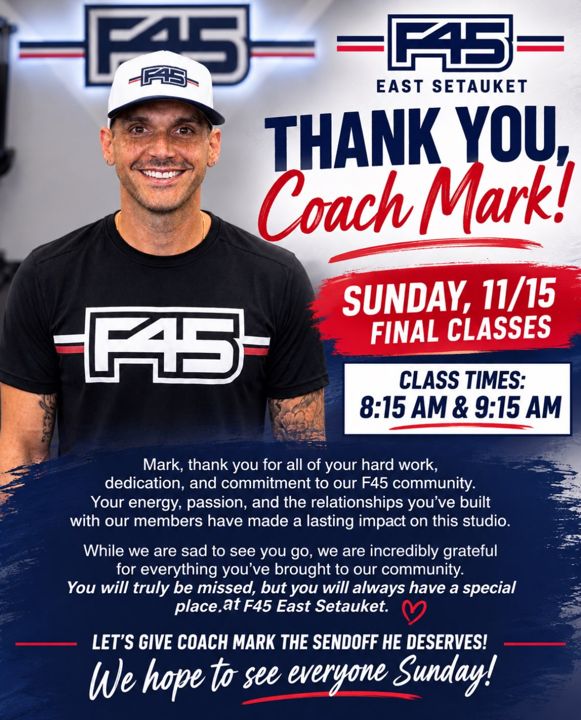 F45
F45
F45
EAST SETAUKET
THANK YOU,
Coach Mark!
F45
SUNDAY, 11/15
FINAL CLASSES
CLASS TIMES:
8:15 AM & 9:15 AM
Mark, thank you for all of your hard work,
dedication, and commitment to our F45 community.
Your energy, passion, and the relationships you've built
with our members have made a lasting impact on this studio.
While we are sad to see you go, we are incredibly grateful
for everything you've brought to our community.
You will truly be missed, but you will always have a special
place.at F45 East Setauket.
LET'S GIVE COACH MARK THE SENDOFF HE DESERVES!
We hope to see everyone Sunday!